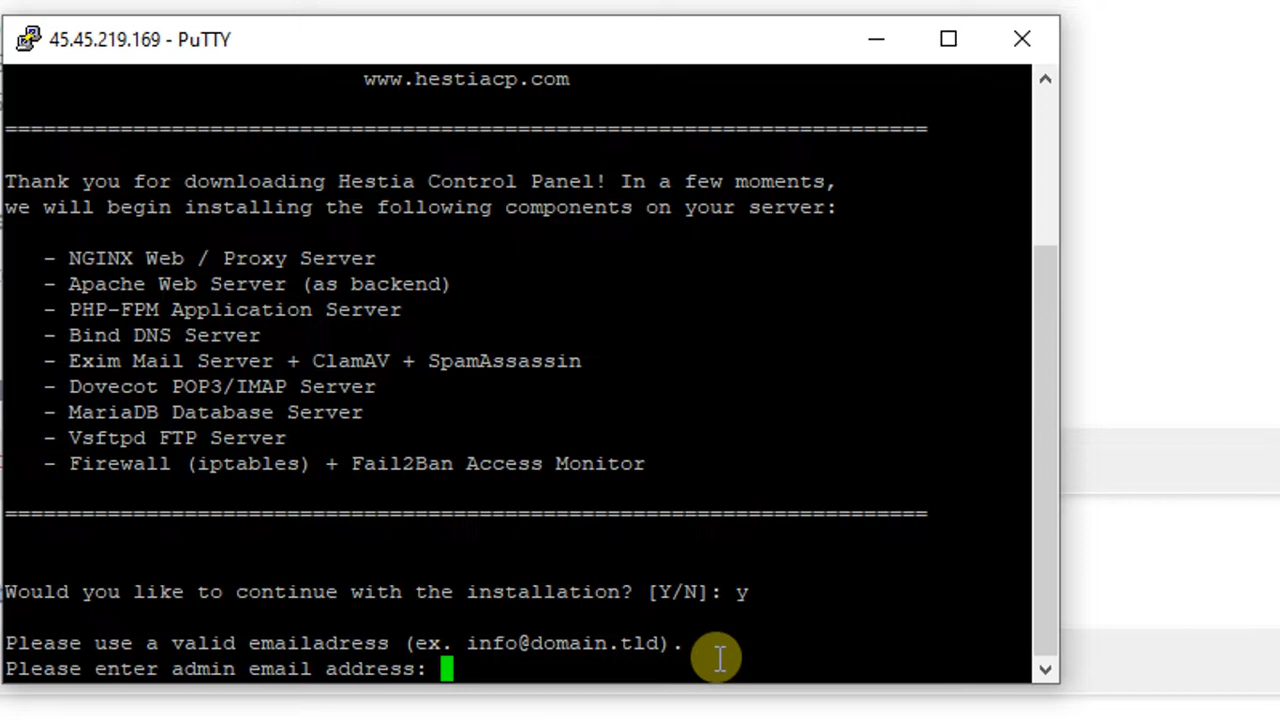 45.45.219.169 - PuTTY
www.hestiacp.com
========================================================================
Thank you for downloading Hestia Control Panel! In a few moments,
we will begin installing the following components on your server:
- NGINX Web / Proxy Server
- Apache Web Server (as backend)
- PHP-FPM Application Server
- Bind DNS Server
- Exim Mail Server + ClamAV + SpamAssassin
- Dovecot POP3/IMAP Server
- MariaDB Database Server
- Vsftpd FTP Server
- Firewall (iptables) + Fail2Ban Access Monitor
========================================================================
Would you like to continue with the installation? [Y/N]: y
Please use a valid emailadress (ex. info@domain.tld).
Please enter admin email address: